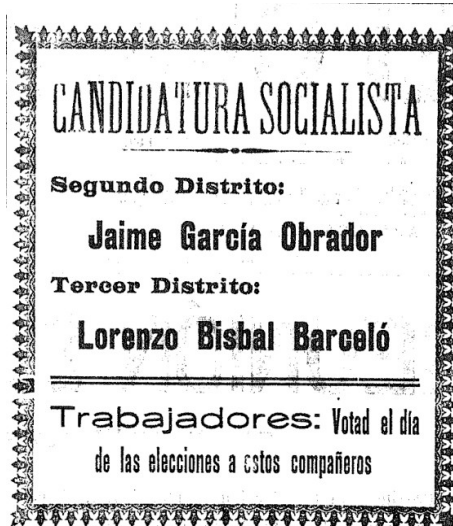 CANDIDATURA SOCIALISTA
Segundo Distrito:
Jaime García Obrador
Tercer Distrito:
Lorenzo Bisbal Barceló
Trabajadores: Votad el día
de las elecciones a estos compañeros